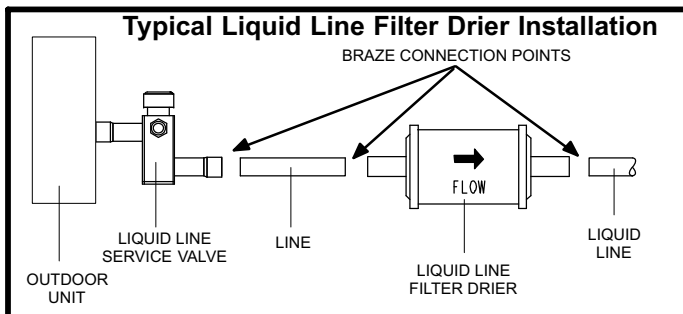 Typical Liquid Line Filter Drier Installation
BRAZE CONNECTION POINTS
FLOW
LIQUID LINE
SERVICE VALVE
LINE
LIQUID
LINE
OUTDOOR
UNIT
LIQUID LINE
FILTER DRIER